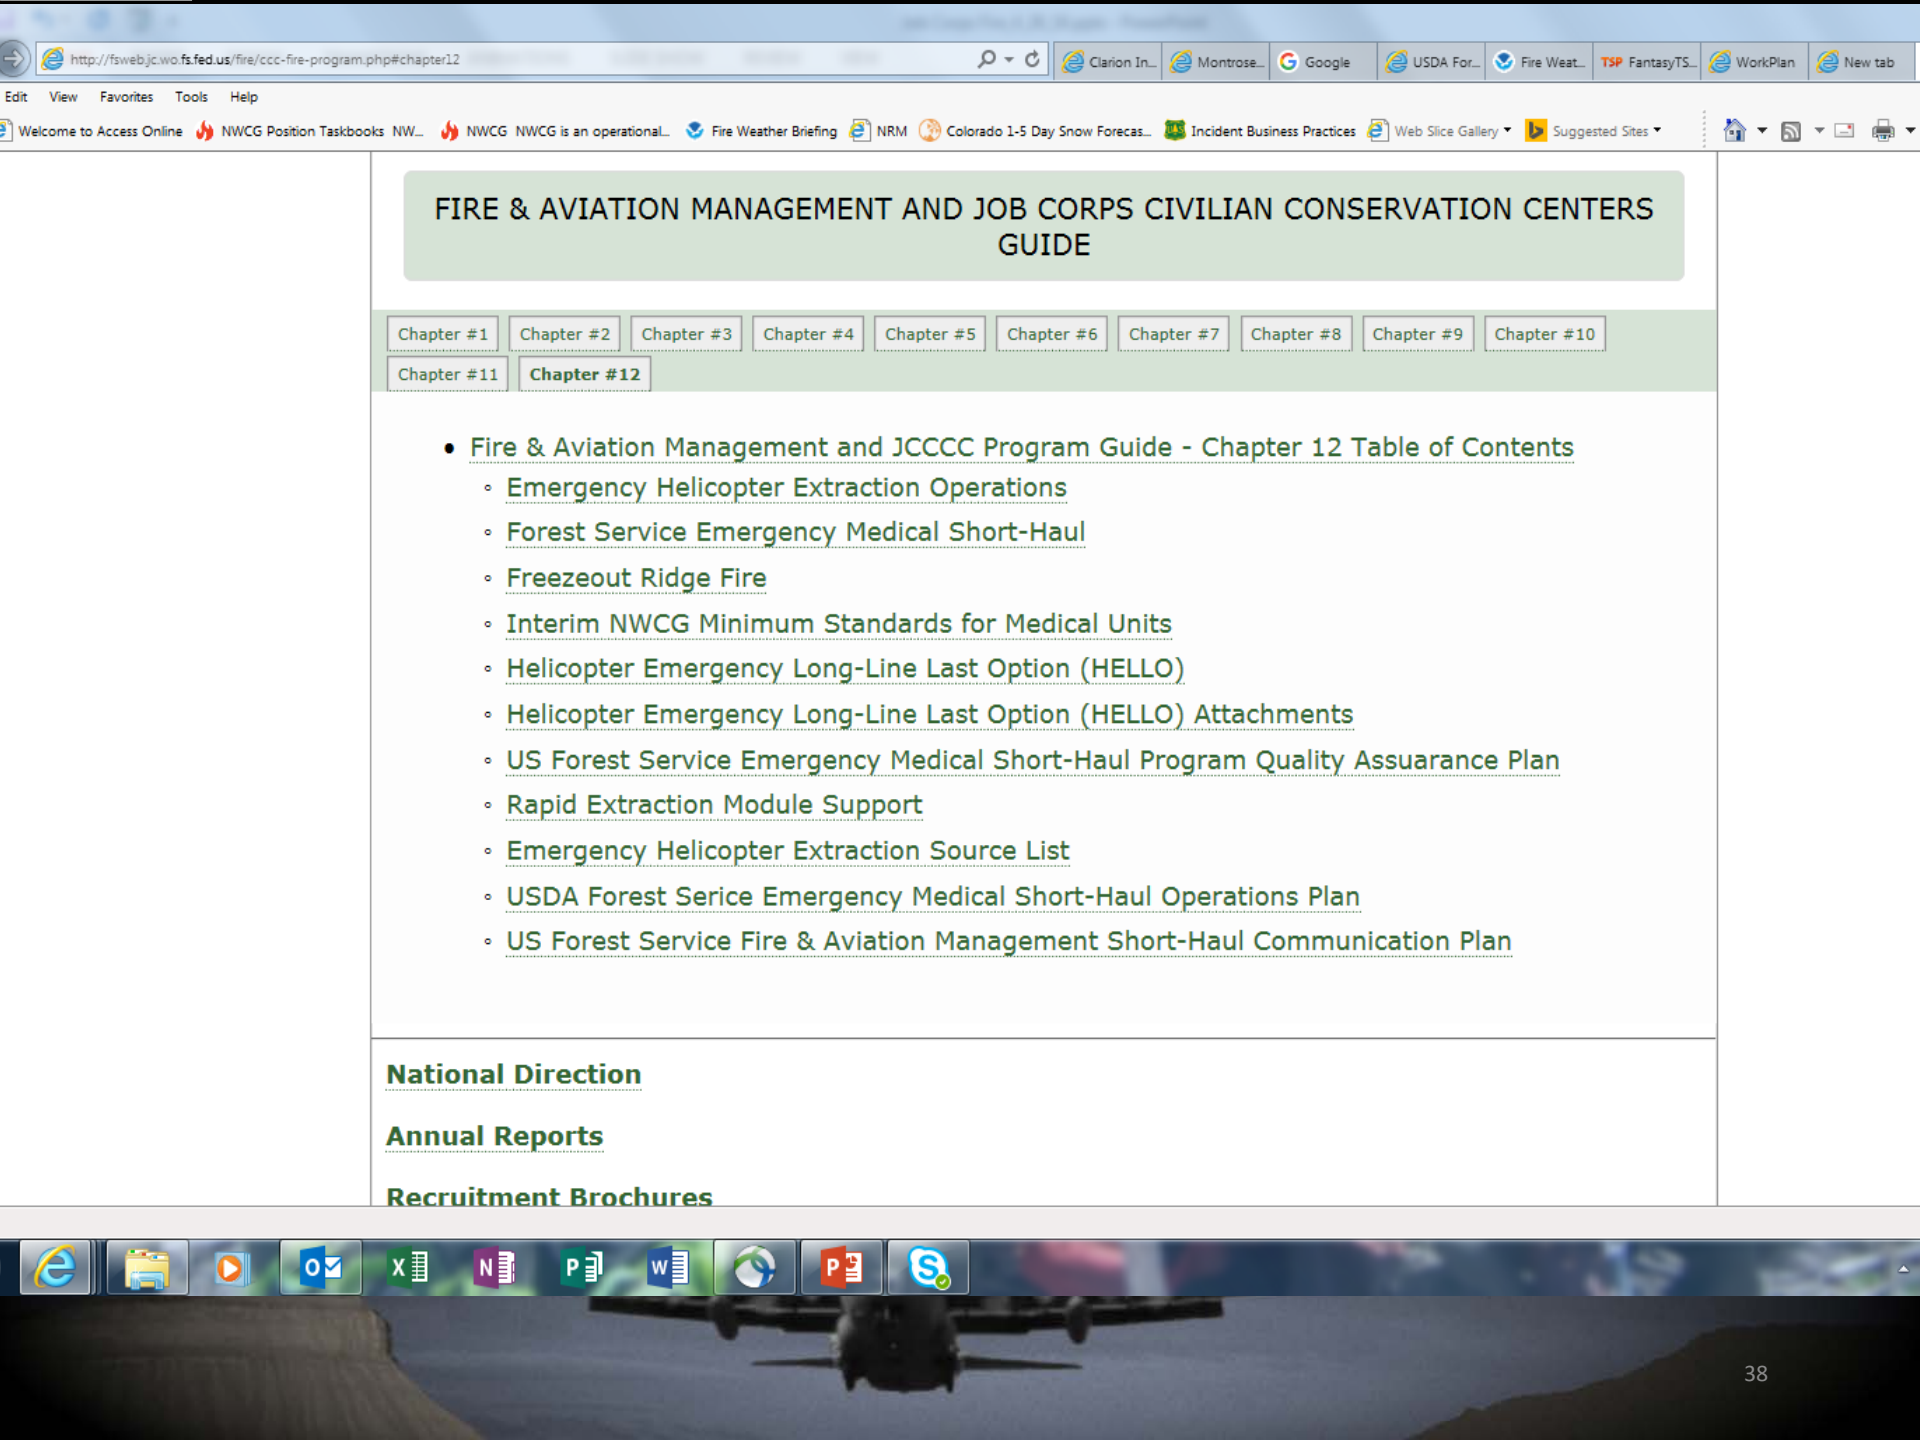 http://fsweb.jc.wo.fs.fed.us/fire/ccc-fire-program.php#chapter12
Clarion In...
Montrose...
Google
USDA For...
Fire Weat...
TSP FantasyTS...
WorkPlan
New tab
Edit View Favorites Tools Help
Welcome to Access Online
NWCG Position Taskbooks NW...
NWCG NWCG is an operational...
Fire Weather Briefing
NRM
Colorado 1-5 Day Snow Forecas...
Incident Business Practices
Web Slice Gallery
Suggested Sites
FIRE & AVIATION MANAGEMENT AND JOB CORPS CIVILIAN CONSERVATION CENTERS
GUIDE
Chapter #1 Chapter #2 Chapter #3 Chapter #4 Chapter #5 Chapter #6 Chapter #7 Chapter #8 Chapter #9 Chapter #10
Chapter #11 Chapter #12
Fire & Aviation Management and JCCCC Program Guide - Chapter 12 Table of Contents
Emergency Helicopter Extraction Operations
Forest Service Emergency Medical Short-Haul
Freezeout Ridge Fire
Interim NWCG Minimum Standards for Medical Units
Helicopter Emergency Long-Line Last Option (HELLO)
Helicopter Emergency Long-Line Last Option (HELLO) Attachments
US Forest Service Emergency Medical Short-Haul Program Quality Assuarance Plan
Rapid Extraction Module Support
Emergency Helicopter Extraction Source List
USDA Forest Serice Emergency Medical Short-Haul Operations Plan
US Forest Service Fire & Aviation Management Short-Haul Communication Plan
National Direction
Annual Reports
Recruitment Brochures
38